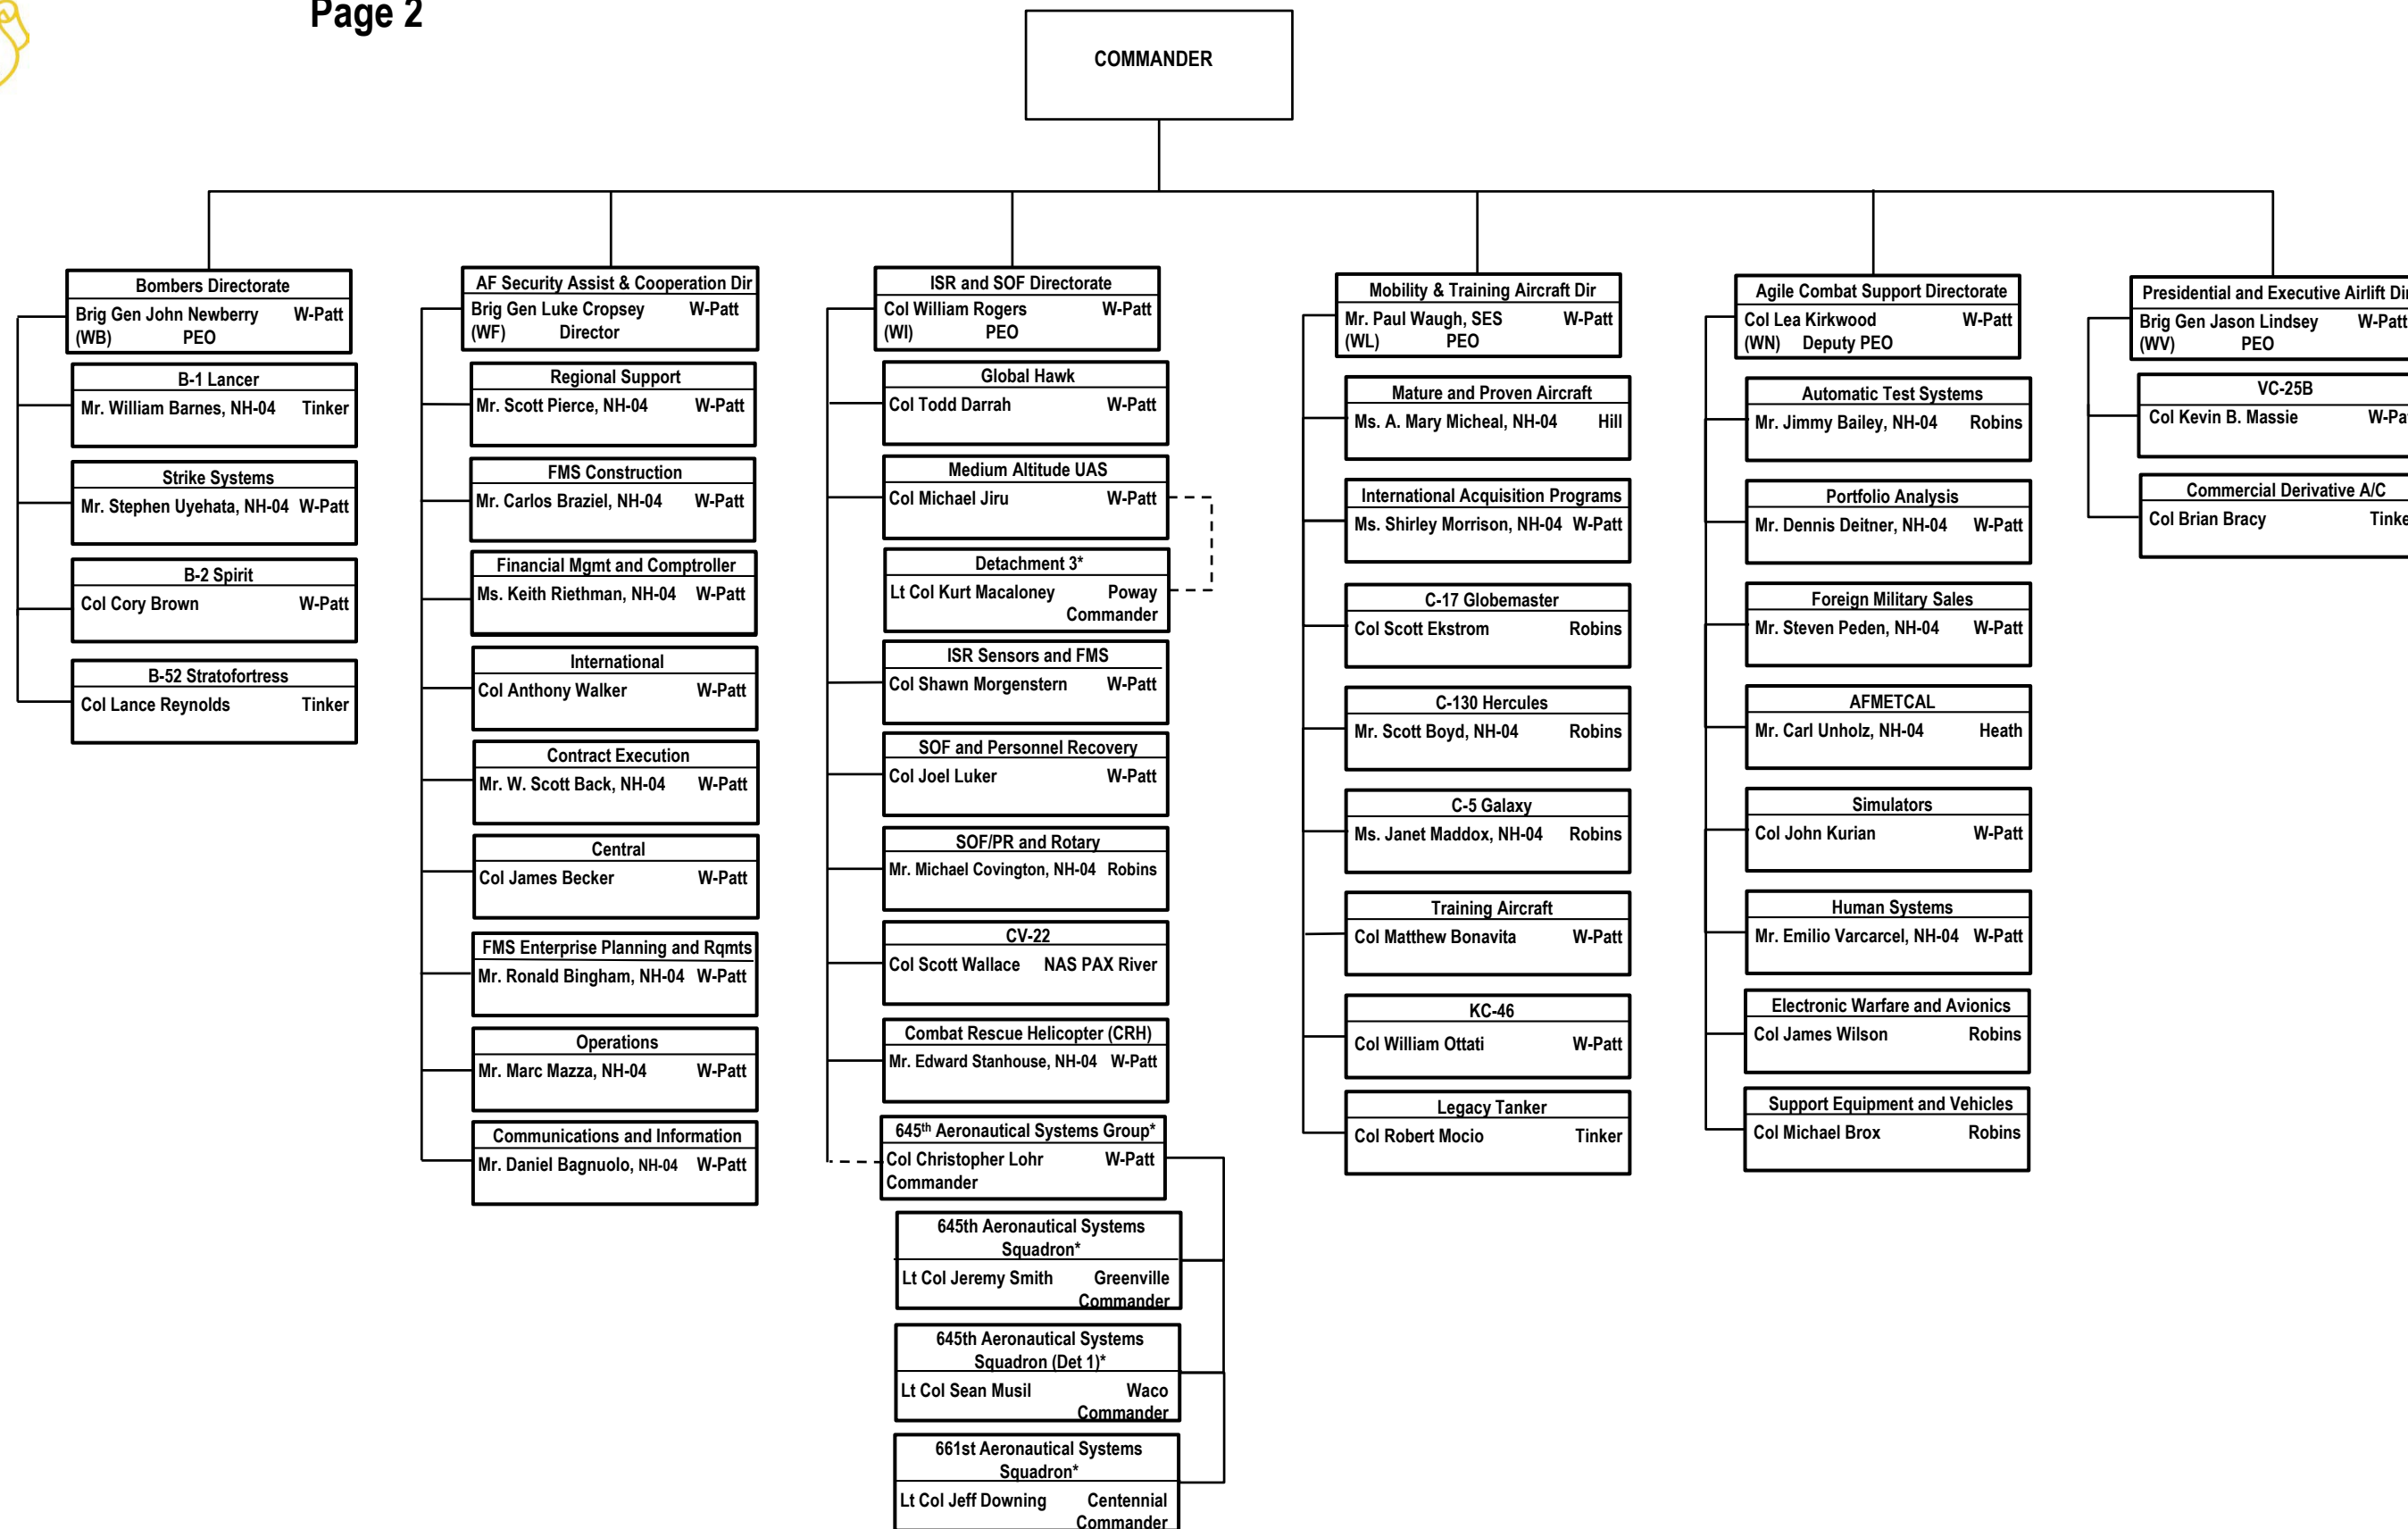 Page 2
COMMANDER
Bombers Directorate
Brig Gen John Newberry W-Patt
(WB) PEO
B-1 Lancer
Mr. William Barnes, NH-04 Tinker
Strike Systems
Mr. Stephen Uyehata, NH-04 W-Patt
B-2 Spirit
Col Cory Brown W-Patt
B-52 Stratofortress
Col Lance Reynolds Tinker
AF Security Assist & Cooperation Dir
Brig Gen Luke Cropsey W-Patt
(WF) Director
Regional Support
Mr. Scott Pierce, NH-04 W-Patt
FMS Construction
Mr. Carlos Braziel, NH-04 W-Patt
Financial Mgmt and Comptroller
Ms. Keith Riethman, NH-04 W-Patt
International
Col Anthony Walker W-Patt
Contract Execution
Mr. W. Scott Back, NH-04 W-Patt
Central
Col James Becker W-Patt
FMS Enterprise Planning and Rqmts
Mr. Ronald Bingham, NH-04 W-Patt
Operations
Mr. Marc Mazza, NH-04 W-Patt
Communications and Information
Mr. Daniel Bagnuolo, NH-04 W-Patt
ISR and SOF Directorate
Col William Rogers W-Patt
(WI) PEO
Global Hawk
Col Todd Darrah W-Patt
Medium Altitude UAS
Col Michael Jiru W-Patt
Detachment 3*
Lt Col Kurt Macaloney Poway
Commander
ISR Sensors and FMS
Col Shawn Morgenstern W-Patt
SOF and Personnel Recovery
Col Joel Luker W-Patt
SOF/PR and Rotary
Mr. Michael Covington, NH-04 Robins
CV-22
Col Scott Wallace NAS PAX River
Combat Rescue Helicopter (CRH)
Mr. Edward Stanhouse, NH-04 W-Patt
645th Aeronautical Systems Group*
Col Christopher Lohr W-Patt
Commander
645th Aeronautical Systems
Squadron*
Lt Col Jeremy Smith Greenville
Commander
645th Aeronautical Systems
Squadron (Det 1)*
Lt Col Sean Musil Waco
Commander
661st Aeronautical Systems
Squadron*
Lt Col Jeff Downing Centennial
Commander
Mobility & Training Aircraft Dir
Mr. Paul Waugh, SES W-Patt
(WL) PEO
Mature and Proven Aircraft
Ms. A. Mary Micheal, NH-04 Hill
International Acquisition Programs
Ms. Shirley Morrison, NH-04 W-Patt
C-17 Globemaster
Col Scott Ekstrom Robins
C-130 Hercules
Mr. Scott Boyd, NH-04 Robins
C-5 Galaxy
Ms. Janet Maddox, NH-04 Robins
Training Aircraft
Col Matthew Bonavita W-Patt
KC-46
Col William Ottati W-Patt
Legacy Tanker
Col Robert Mocio Tinker
Agile Combat Support Directorate
Col Lea Kirkwood W-Patt
(WN) Deputy PEO
Automatic Test Systems
Mr. Jimmy Bailey, NH-04 Robins
Portfolio Analysis
Mr. Dennis Deitner, NH-04 W-Patt
Foreign Military Sales
Mr. Steven Peden, NH-04 W-Patt
AFMETCAL
Mr. Carl Unholz, NH-04 Heath
Simulators
Col John Kurian W-Patt
Human Systems
Mr. Emilio Varcarcel, NH-04 W-Patt
Electronic Warfare and Avionics
Col James Wilson Robins
Support Equipment and Vehicles
Col Michael Brox Robins
Presidential and Executive Airlift Dir
Brig Gen Jason Lindsey W-Patt
(WV) PEO
VC-25B
Col Kevin B. Massie
Commercial Derivative A/C
Col Brian Bracy